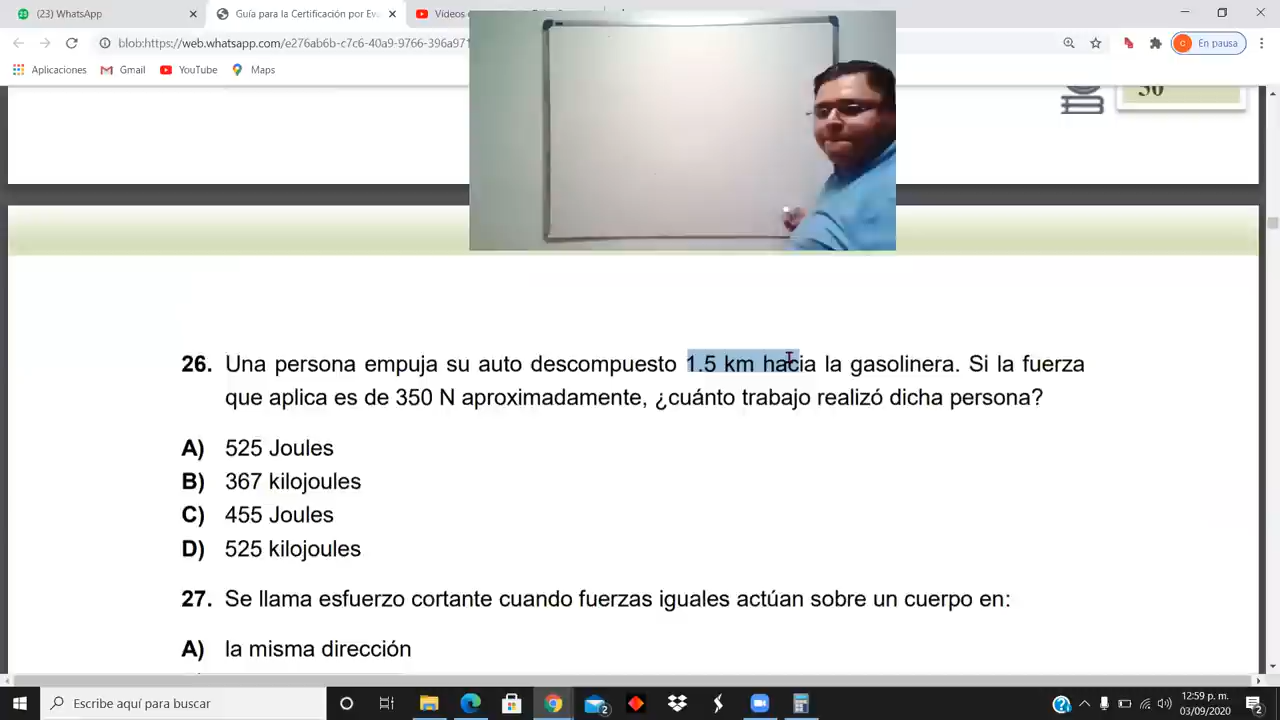 (23) WhatsApp
Guía para la Certificación por Ev
Videos
blob:https://web.whatsapp.com/e276ab6b-c7c6-40a9-9766-396a971
En pausa
Aplicaciones
Gmail
YouTube
Maps
50
26. Una persona empuja su auto descompuesto 1.5 km hacia la gasolinera. Si la fuerza
que aplica es de 350 N aproximadamente, ¿cuánto trabajo realizó dicha persona?
A) 525 Joules
B) 367 kilojoules
C) 455 Joules
D) 525 kilojoules
27. Se llama esfuerzo cortante cuando fuerzas iguales actúan sobre un cuerpo en:
A) la misma dirección
Escribe aquí para buscar
12:59 p. m.
03/09/2020